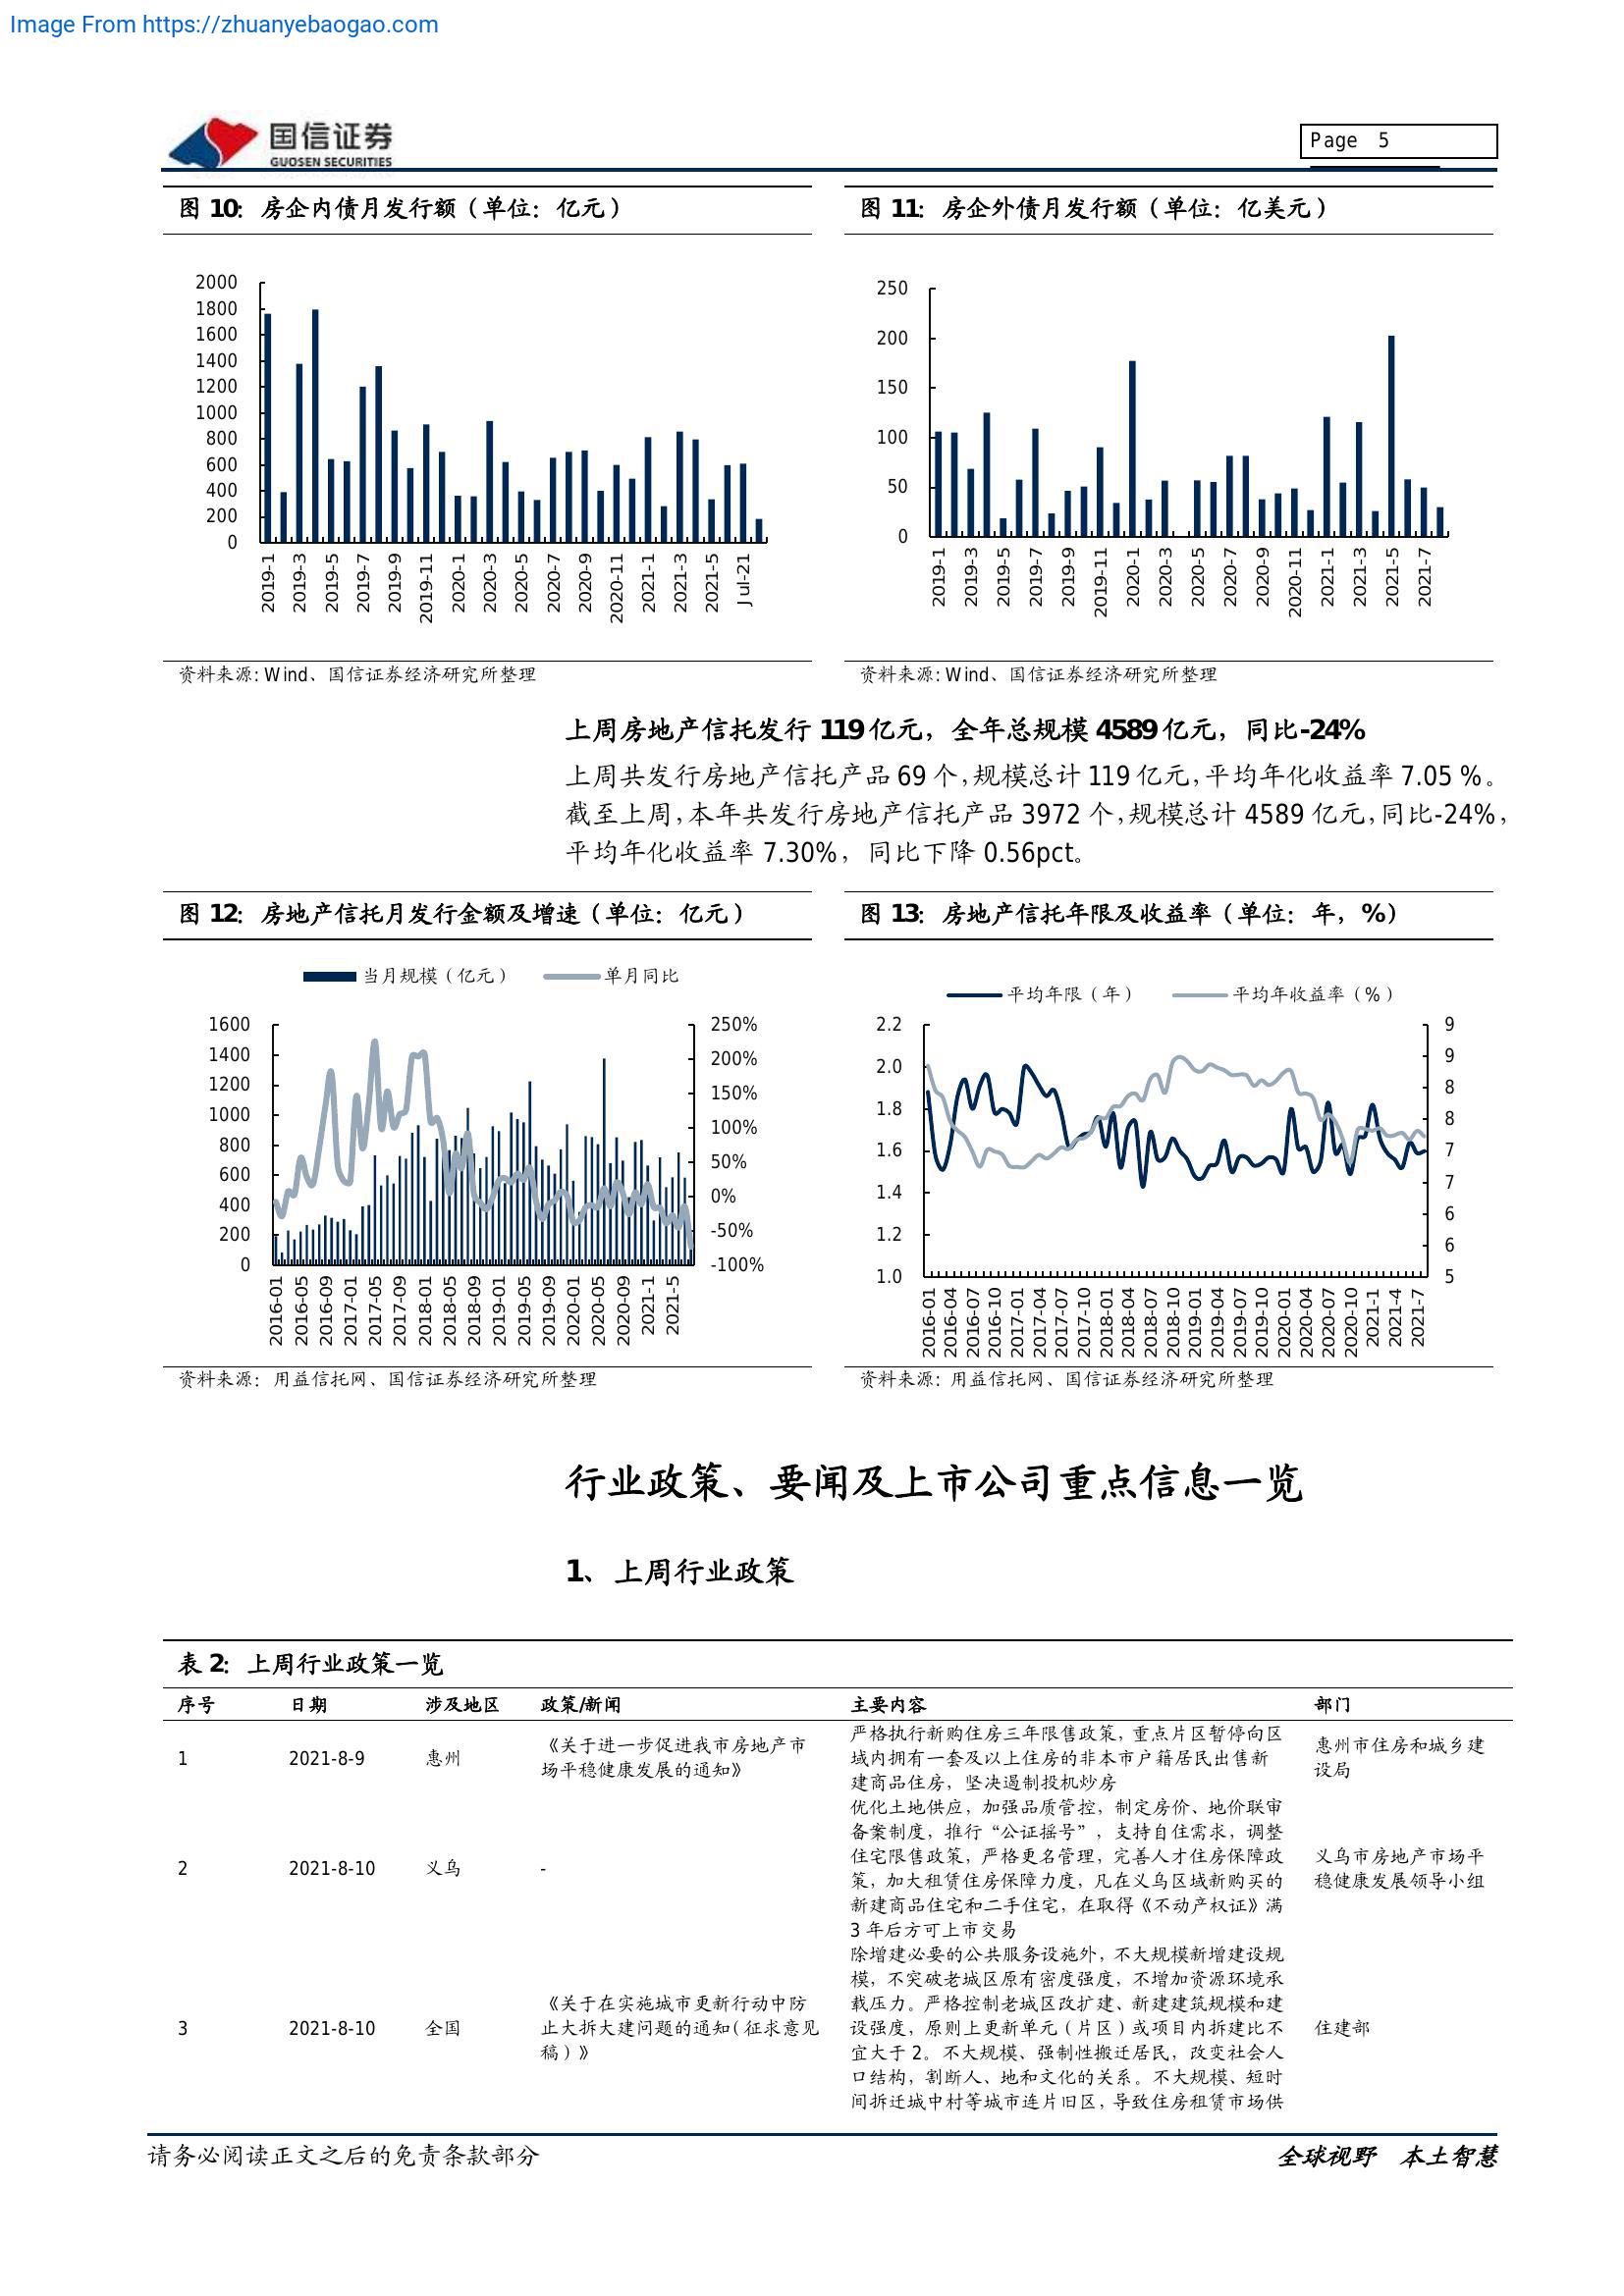 Image From https://zhuanyebaogao.com
国信证券
GUOSEN SECURITIES
Page 5
图 10：房企内债月发行额（单位：亿元）
2000
1800
1600
1400
1200
1000
800
600
400
200
0
2019-1
2019-3
2019-5
2019-7
2019-9
2019-11
2020-1
2020-3
2020-5
2020-7
2020-9
2020-11
2021-1
2021-3
2021-5
Jul-21
资料来源: Wind、国信证券经济研究所整理
图 11：房企外债月发行额（单位：亿美元）
250
200
150
100
50
0
2019-1
2019-3
2019-5
2019-7
2019-9
2019-11
2020-1
2020-3
2020-5
2020-7
2020-9
2020-11
2021-1
2021-3
2021-5
2021-7
资料来源: Wind、国信证券经济研究所整理
上周房地产信托发行 119 亿元，全年总规模 4589 亿元，同比-24%
上周共发行房地产信托产品 69 个，规模总计 119 亿元，平均年化收益率 7.05 %。
截至上周，本年共发行房地产信托产品 3972 个，规模总计 4589 亿元，同比-24%，
平均年化收益率 7.30%，同比下降 0.56pct。
图 12：房地产信托月发行金额及增速（单位：亿元）
当月规模（亿元） 单月同比
1600
1400
1200
1000
800
600
400
200
0
250%
200%
150%
100%
50%
0%
-50%
-100%
2016-01
2016-05
2016-09
2017-01
2017-05
2017-09
2018-01
2018-05
2018-09
2019-01
2019-05
2019-09
2020-01
2020-05
2020-09
2021-1
2021-5
资料来源：用益信托网、国信证券经济研究所整理
图 13：房地产信托年限及收益率（单位：年，%）
平均年限（年） 平均年收益率（%）
2.2
2.0
1.8
1.6
1.4
1.2
1.0
9
9
8
8
7
7
6
6
5
2016-01
2016-04
2016-07
2016-10
2017-01
2017-04
2017-07
2017-10
2018-01
2018-04
2018-07
2018-10
2019-01
2019-04
2019-07
2019-10
2020-01
2020-04
2020-07
2020-10
2021-1
2021-4
2021-7
资料来源：用益信托网、国信证券经济研究所整理
行业政策、要闻及上市公司重点信息一览
1、上周行业政策
表 2：上周行业政策一览
序号 日期 涉及地区 政策/新闻 主要内容 部门
1 2021-8-9 惠州
《关于进一步促进我市房地产市
场平稳健康发展的通知》
严格执行新购住房三年限售政策，重点片区暂停向区
域内拥有一套及以上住房的非本市户籍居民出售新
建商品住房，坚决遏制投机炒房
惠州市住房和城乡建
设局
2 2021-8-10 义乌 -
优化土地供应，加强品质管控，制定房价、地价联审
备案制度，推行“公证摇号”，支持自住需求，调整
住宅限售政策，严格更名管理，完善人才住房保障政
策，加大租赁住房保障力度，凡在义乌区域新购买的
新建商品住宅和二手住宅，在取得《不动产权证》满
3 年后方可上市交易
义乌市房地产市场平
稳健康发展领导小组
3 2021-8-10 全国
《关于在实施城市更新行动中防
止大拆大建问题的通知(征求意见
稿）》
除增建必要的公共服务设施外，不大规模新增建设规
模，不突破老城区原有密度强度，不增加资源环境承
载压力。严格控制老城区改扩建、新建建筑规模和建
设强度，原则上更新单元（片区）或项目内拆建比不
宜大于 2。不大规模、强制性搬迁居民，改变社会人
口结构，割断人、地和文化的关系。不大规模、短时
间拆迁城中村等城市连片旧区，导致住房租赁市场供
住建部
请务必阅读正文之后的免责条款部分
全球视野 本土智慧